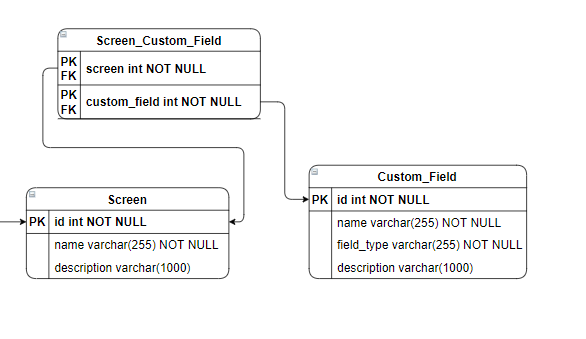 Screen_Custom_Field
PK
FK
screen int NOT NULL
PK
FK
custom_field int NOT NULL
Custom_Field
PK id int NOT NULL
name varchar(255) NOT NULL
field_type varchar(255) NOT NULL
description varchar(1000)
Screen
PK id int NOT NULL
name varchar(255) NOT NULL
description varchar(1000)